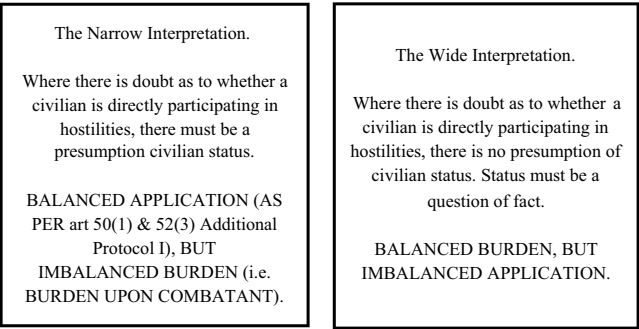 The Narrow Interpretation.
Where there is doubt as to whether a
civilian is directly participating in
hostilities, there must be a
presumption civilian status.
BALANCED APPLICATION (AS
PER art 50(1) & 52(3) Additional
Protocol I), BUT
IMBALANCED BURDEN (i.e.
BURDEN UPON COMBATANT).
The Wide Interpretation.
Where there is doubt as to whether a
civilian is directly participating in
hostilities, there is no presumption of
civilian status. Status must be a
question of fact.
BALANCED BURDEN, BUT
IMBALANCED APPLICATION.